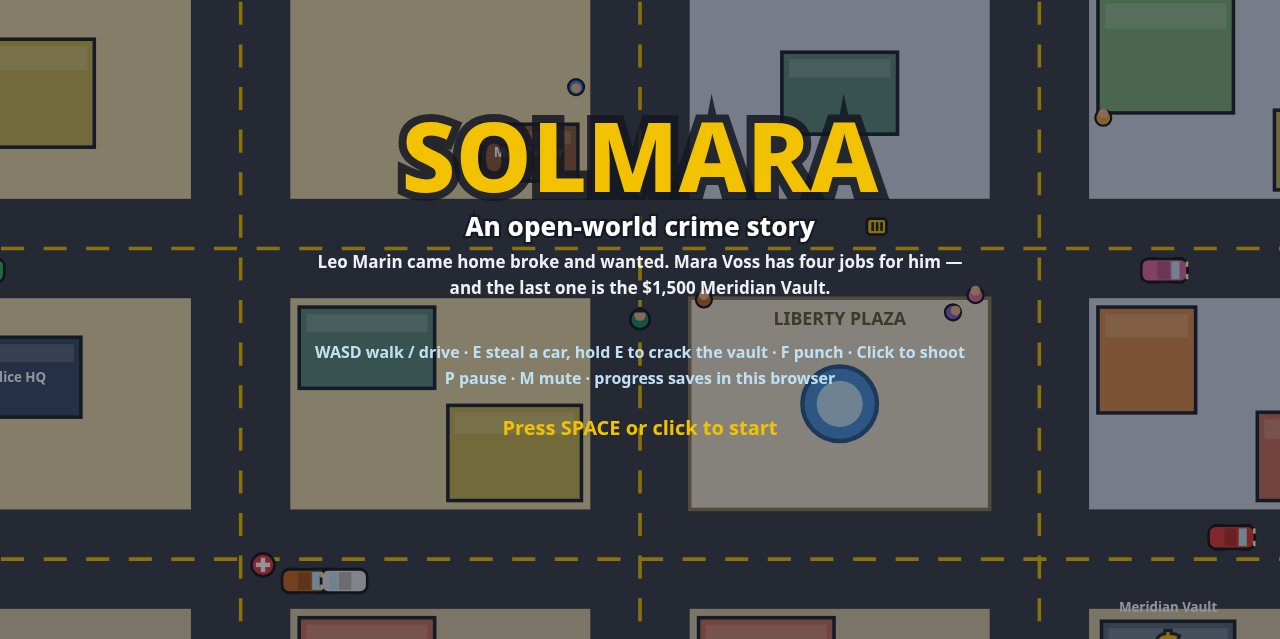 SOLMARA
An open-world crime story
Leo Marin came home broke and wanted. Mara Voss has four jobs for him —
and the last one is the $1,500 Meridian Vault.
LIBERTY PLAZA
WASD walk / drive · E steal a car, hold E to crack the vault · F punch · Click to shoot
lice HQ
P pause · M mute · progress saves in this browser
Press SPACE or click to start
Meridian Vault